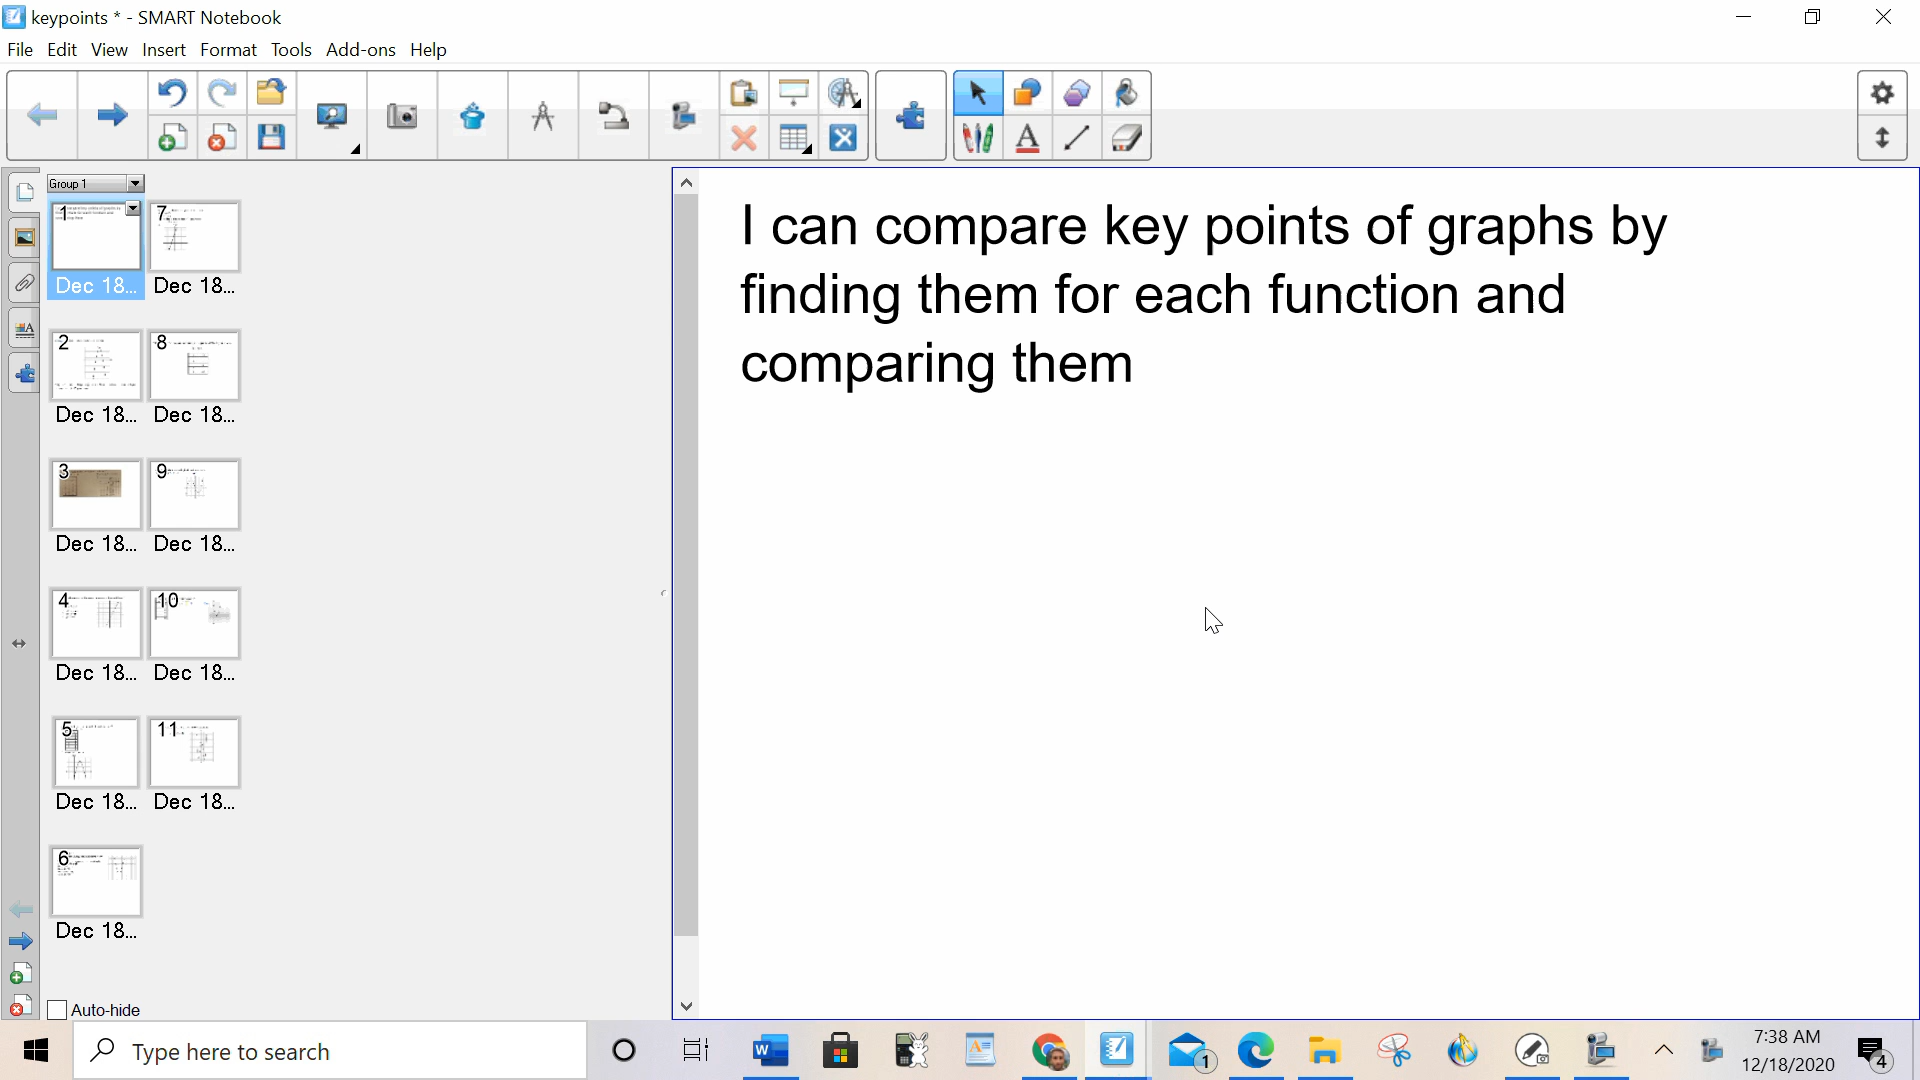 keypoints * - SMART Notebook
File Edit View Insert Format Tools Add-ons Help
Group 1
1
Dec 18...
7
Dec 18...
2
Dec 18...
8
Dec 18...
3
Dec 18...
9
Dec 18...
4
Dec 18...
10
Dec 18...
5
Dec 18...
11
Dec 18...
6
Dec 18...
Auto-hide
I can compare key points of graphs by
finding them for each function and
comparing them
Type here to search
1
7:38 AM
12/18/2020
4